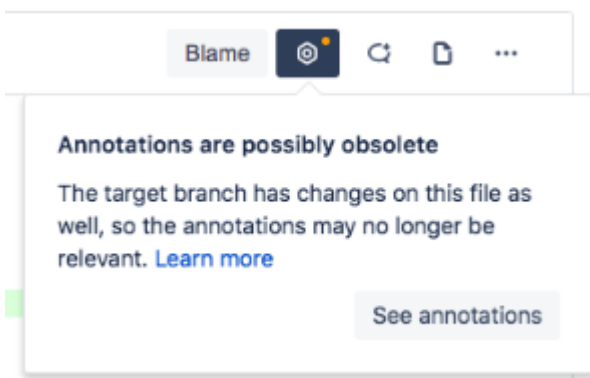 Blame
Annotations are possibly obsolete
The target branch has changes on this file as
well, so the annotations may no longer be
relevant. Learn more
See annotations